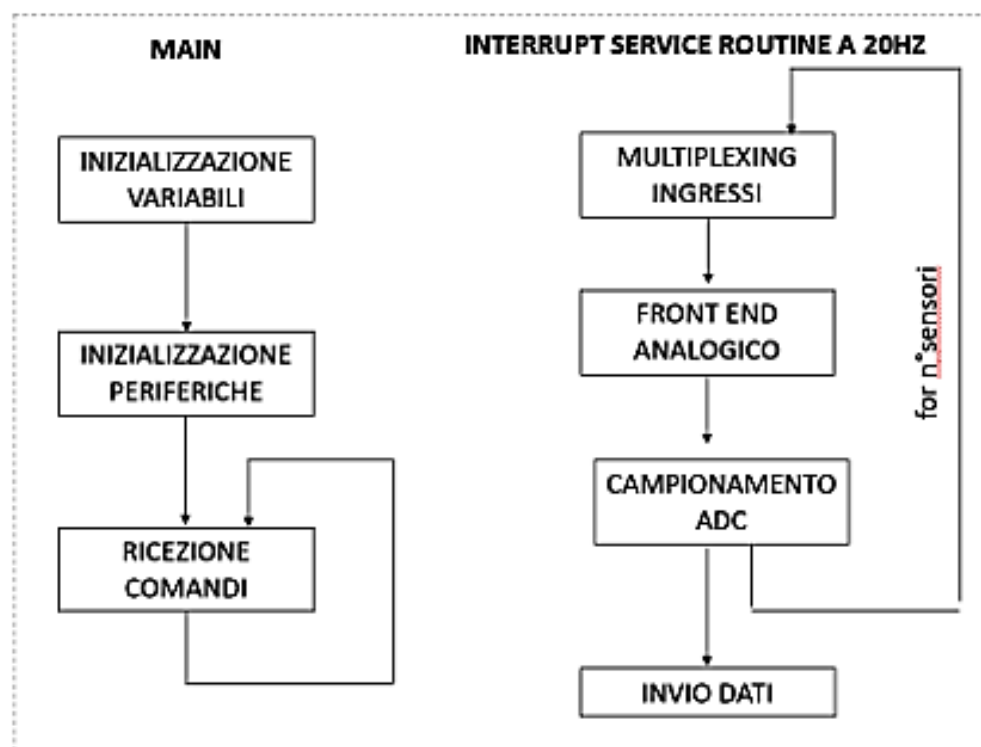 MAIN
INIZIALIZZAZIONE
VARIABILI
INIZIALIZZAZIONE
PERIFERICHE
RICEZIONE
COMANDI
INTERRUPT SERVICE ROUTINE A 20HZ
MULTIPLEXING
INGRESSI
FRONT END
ANALOGICO
CAMPIONAMENTO
ADC
INVIO DATI
for n°sensori